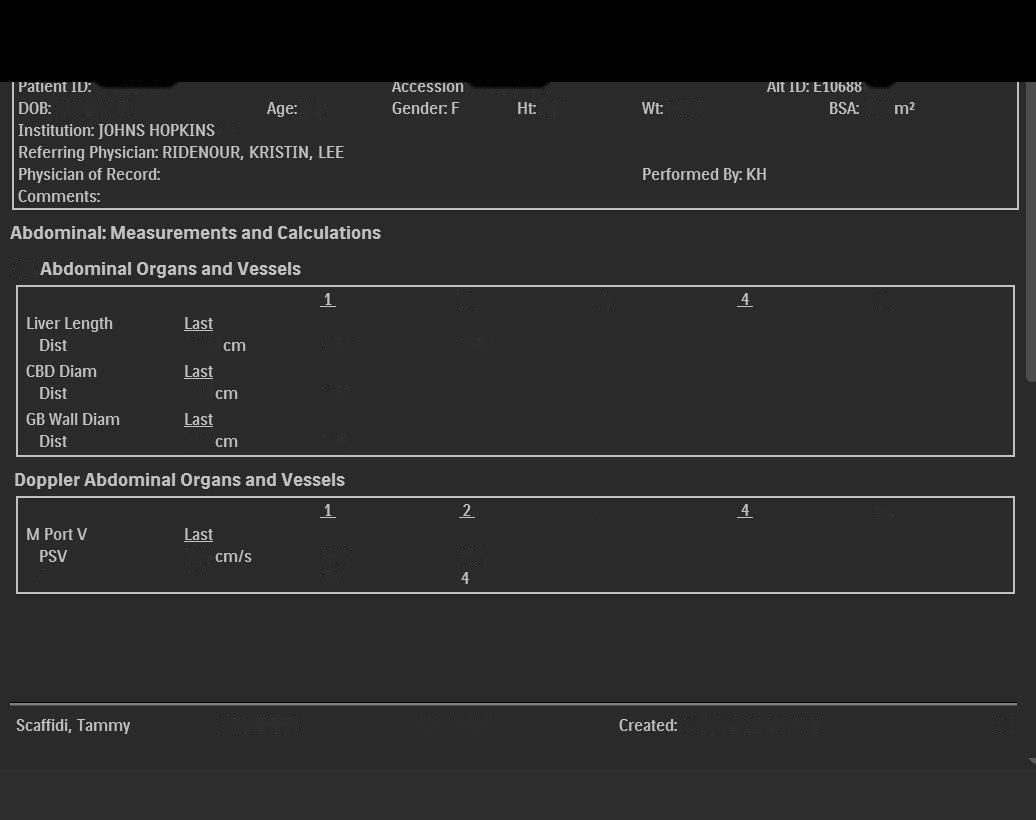 Patient ID: Accession Alt ID: E10688
DOB: Age: Gender: F Ht: Wt: BSA: m²
Institution: JOHNS HOPKINS
Referring Physician: RIDENOUR, KRISTIN, LEE
Physician of Record: Performed By: KH
Comments:
Abdominal: Measurements and Calculations
Abdominal Organs and Vessels
1 4
Liver Length Last
Dist cm
CBD Diam Last
Dist cm
GB Wall Diam Last
Dist cm
Doppler Abdominal Organs and Vessels
1 2 4
M Port V Last
PSV cm/s
4
Scaffidi, Tammy Created: